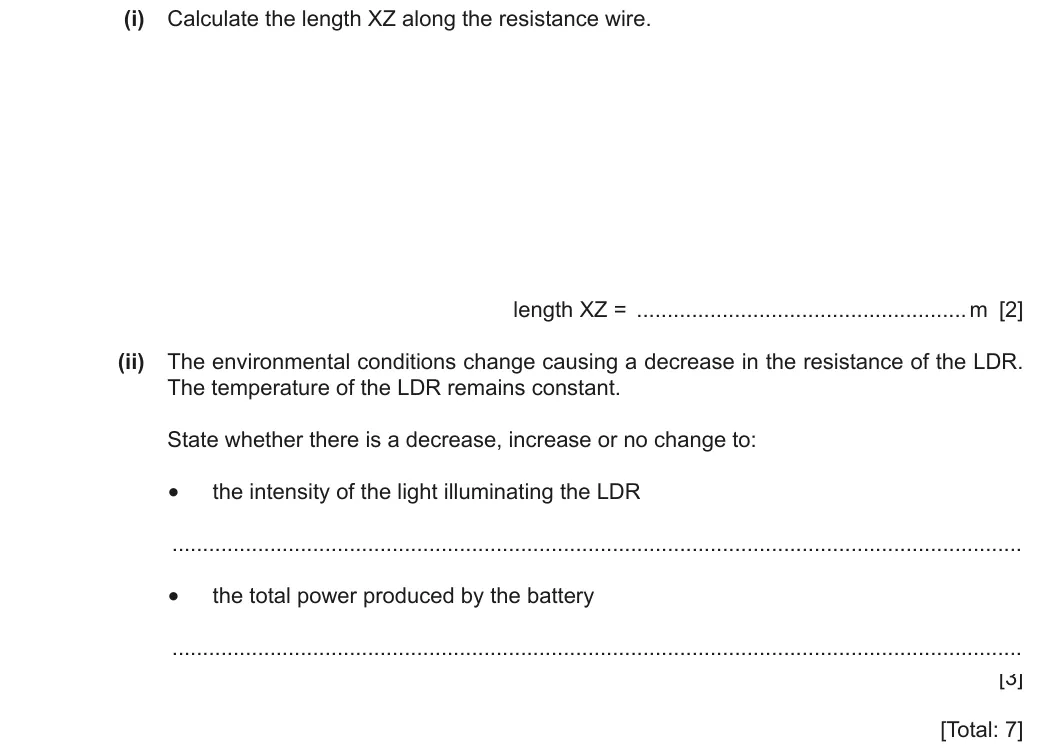 (i) Calculate the length XZ along the resistance wire.
length XZ = ...................................................... m [2]
(ii) The environmental conditions change causing a decrease in the resistance of the LDR.
The temperature of the LDR remains constant.
State whether there is a decrease, increase or no change to:
• the intensity of the light illuminating the LDR
...........................................................................................................................................
• the total power produced by the battery
...........................................................................................................................................
[3]
[Total: 7]